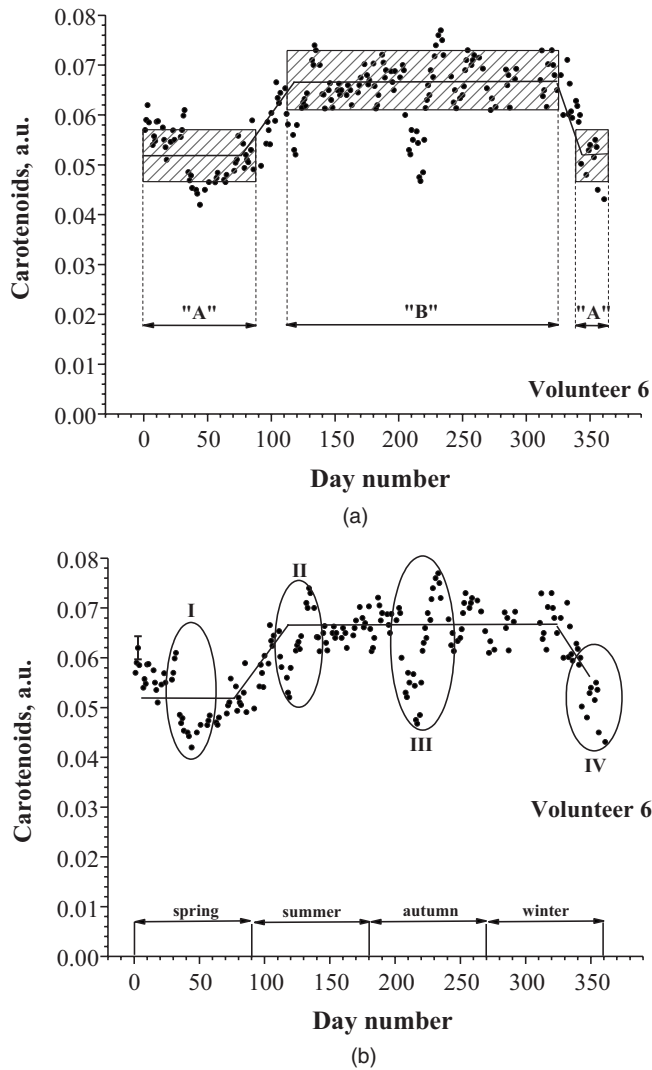 0.08
0.07
0.06
0.05
0.04
0.03
0.02
0.01
0.00
Carotenoids, a.u.
"A"
"B"
"A"
Volunteer 6
0 50 100 150 200 250 300 350
Day number
(a)
0.08
0.07
0.06
0.05
0.04
0.03
0.02
0.01
0.00
Carotenoids, a.u.
I
II
III
IV
Volunteer 6
spring summer autumn winter
0 50 100 150 200 250 300 350
Day number
(b)